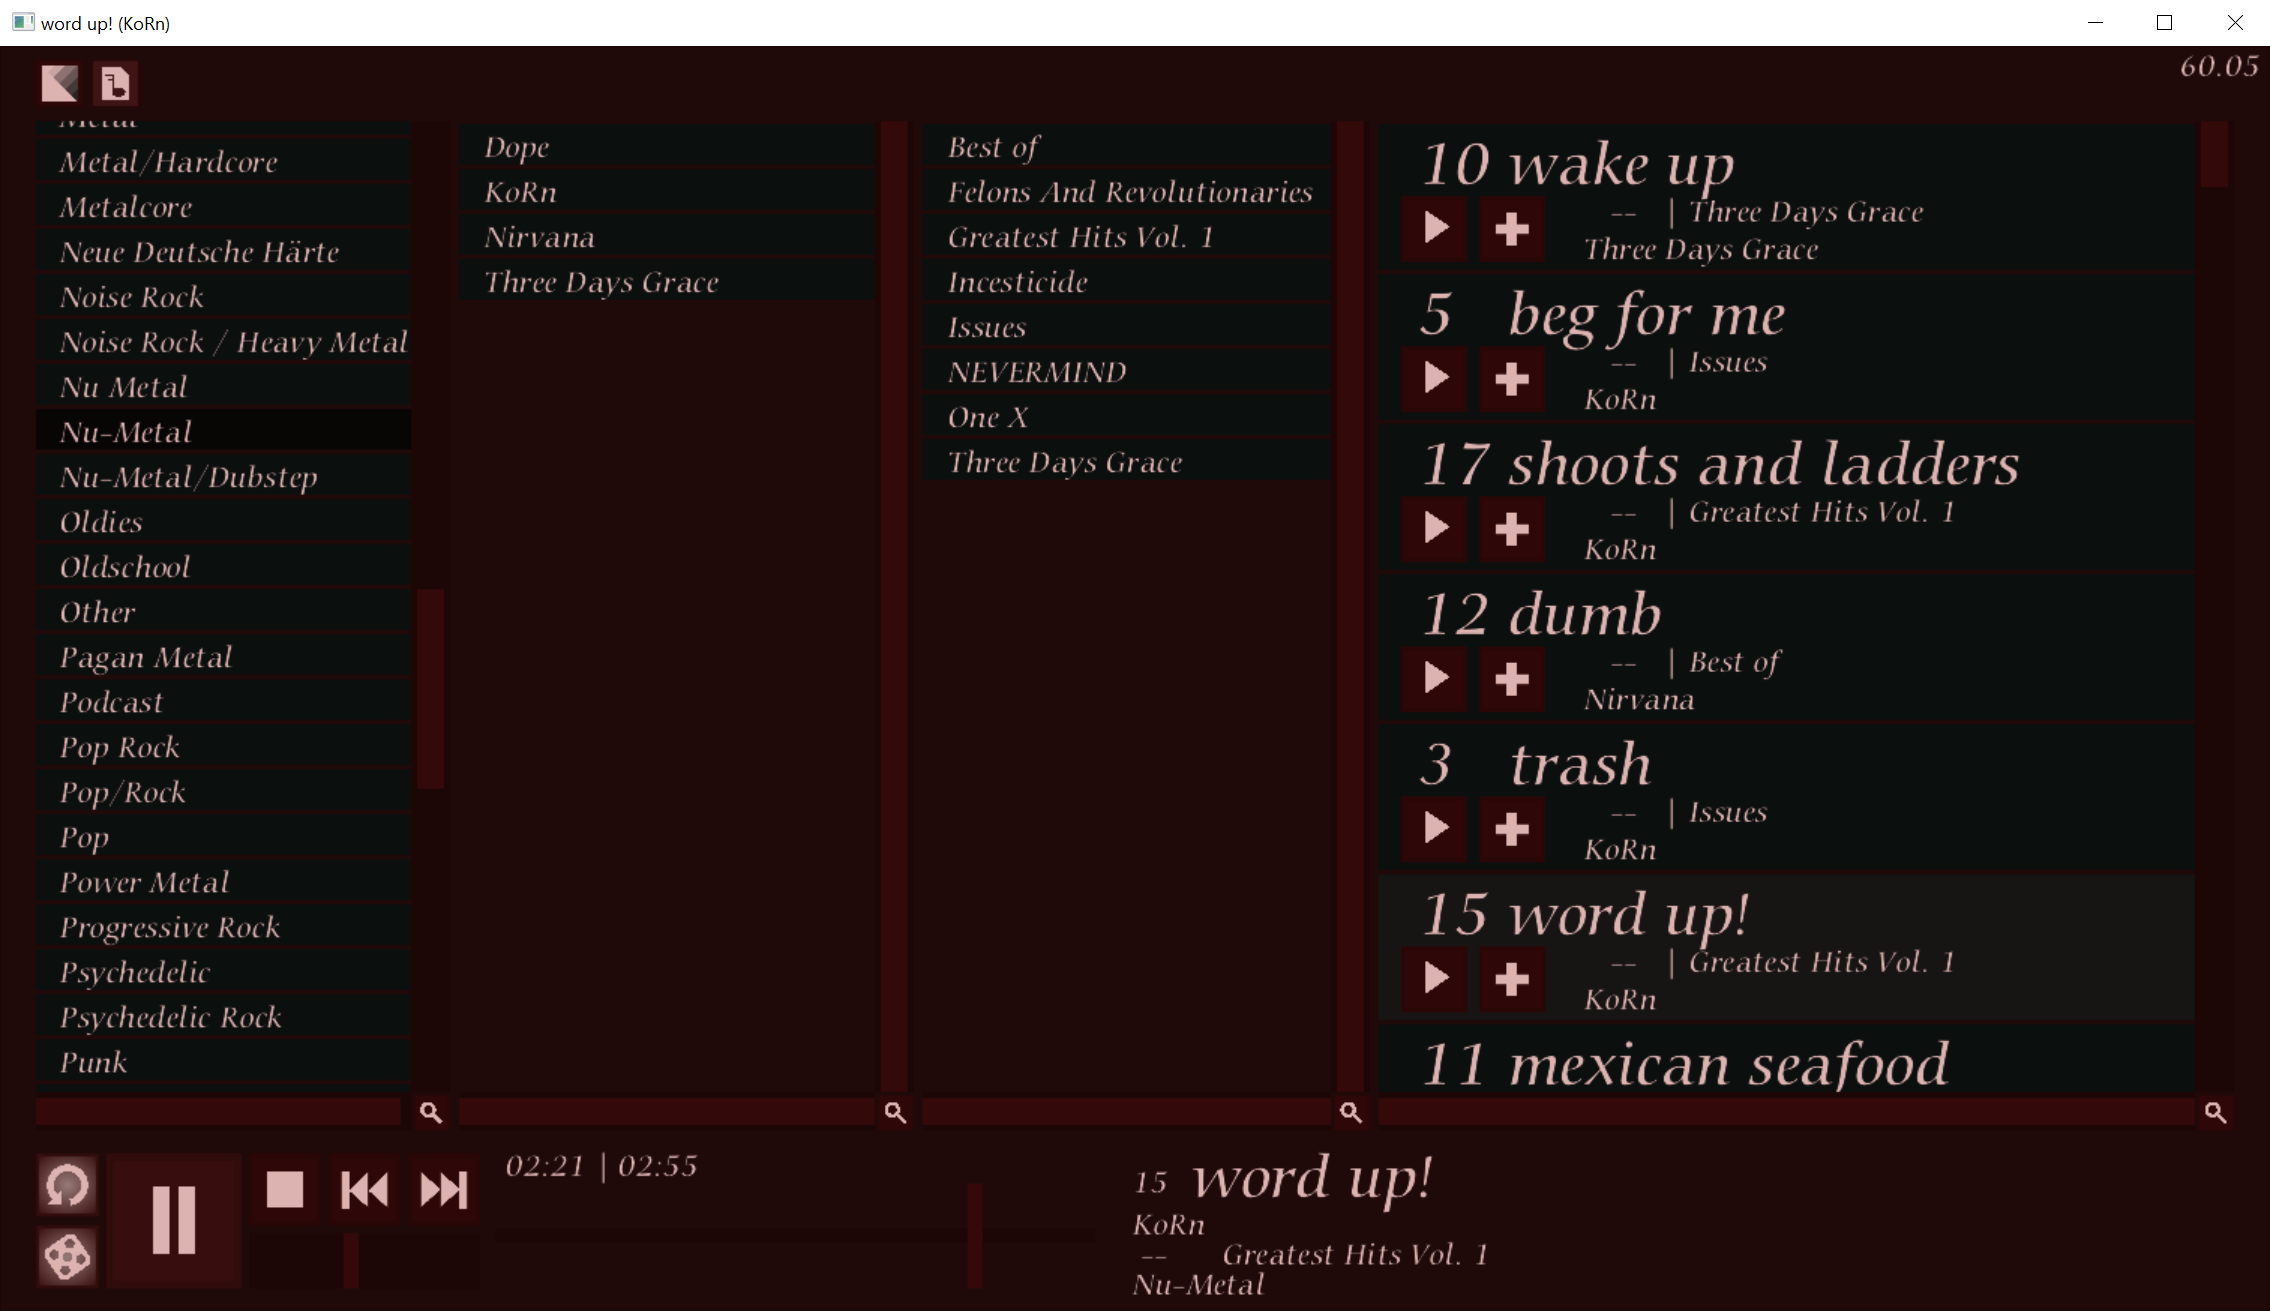 word up! (KoRn)
60.05
Metal
Metal/Hardcore
Metalcore
Neue Deutsche Härte
Noise Rock
Noise Rock / Heavy Metal
Nu Metal
Nu-Metal
Nu-Metal/Dubstep
Oldies
Oldschool
Other
Pagan Metal
Podcast
Pop Rock
Pop/Rock
Pop
Power Metal
Progressive Rock
Psychedelic
Psychedelic Rock
Punk
Dope
KoRn
Nirvana
Three Days Grace
Best of
Felons And Revolutionaries
Greatest Hits Vol. 1
Incesticide
Issues
NEVERMIND
One X
Three Days Grace
10 wake up
-- | Three Days Grace
Three Days Grace
5 beg for me
-- | Issues
KoRn
17 shoots and ladders
-- | Greatest Hits Vol. 1
KoRn
12 dumb
-- | Best of
Nirvana
3 trash
-- | Issues
KoRn
15 word up!
-- | Greatest Hits Vol. 1
KoRn
11 mexican seafood
02:21 | 02:55
15 word up!
KoRn
-- Greatest Hits Vol. 1
Nu-Metal